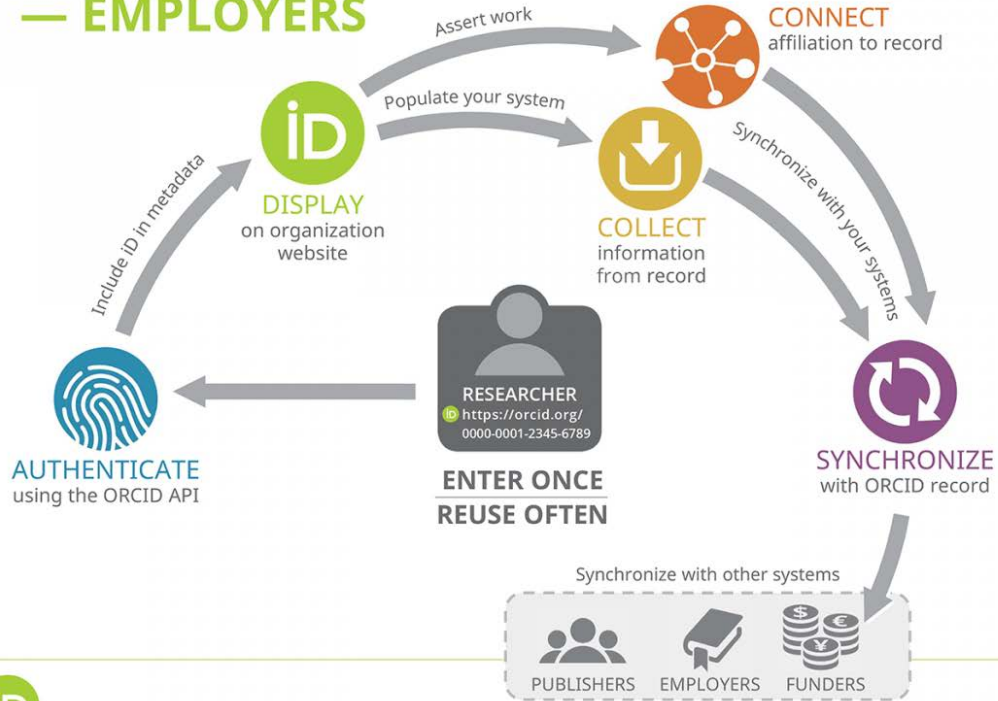 — EMPLOYERS
Assert work
CONNECT
affiliation to record
Populate your system
iD
DISPLAY
on organization
website
Include iD in metadata
COLLECT
information
from record
Synchronize with your systems
RESEARCHER
iD https://orcid.org/
0000-0001-2345-6789
ENTER ONCE
REUSE OFTEN
AUTHENTICATE
using the ORCID API
SYNCHRONIZE
with ORCID record
Synchronize with other systems
$ € ¥
PUBLISHERS EMPLOYERS FUNDERS